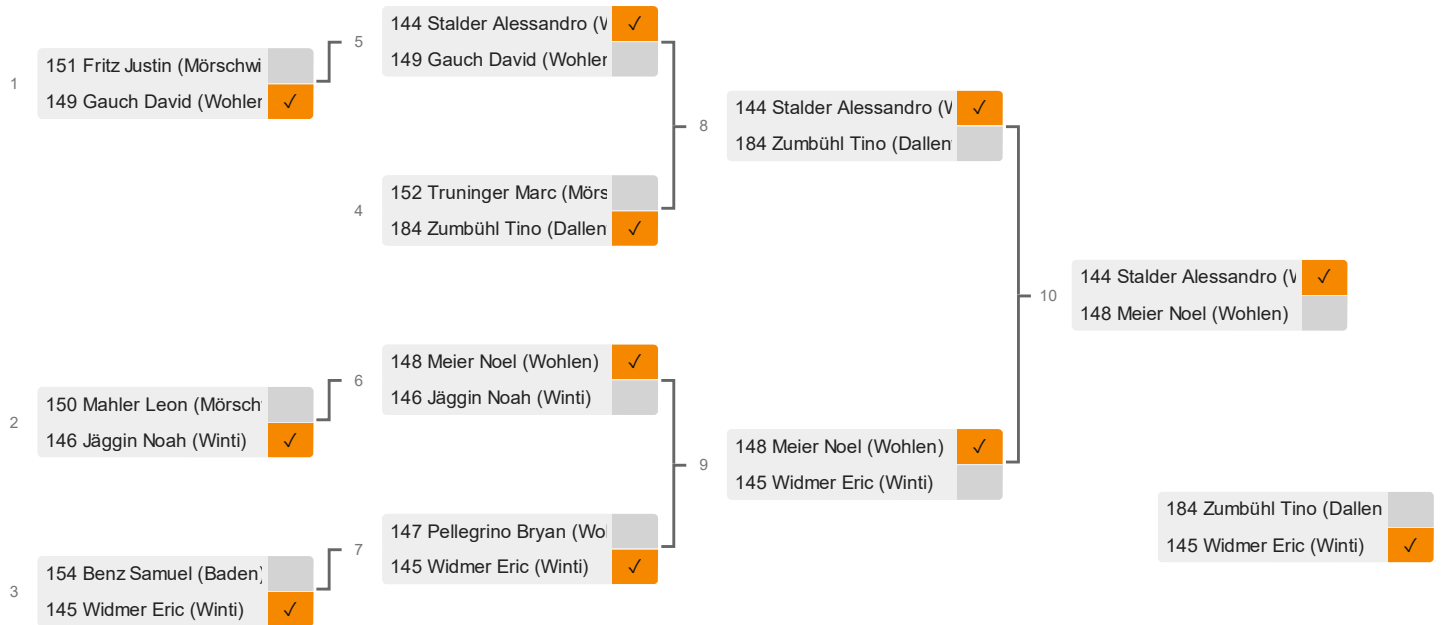 1
151 Fritz Justin (Mörschwi
149 Gauch David (Wohler
✓
2
150 Mahler Leon (Mörsch
146 Jäggin Noah (Winti)
✓
3
154 Benz Samuel (Baden)
145 Widmer Eric (Winti)
✓
5
144 Stalder Alessandro (W
✓
149 Gauch David (Wohler
4
152 Truninger Marc (Mörs
184 Zumbühl Tino (Dallen
✓
6
148 Meier Noel (Wohlen)
✓
146 Jäggin Noah (Winti)
7
147 Pellegrino Bryan (Wo
145 Widmer Eric (Winti)
✓
8
144 Stalder Alessandro (W
✓
184 Zumbühl Tino (Dallen
9
148 Meier Noel (Wohlen)
✓
145 Widmer Eric (Winti)
10
144 Stalder Alessandro (W
✓
148 Meier Noel (Wohlen)
184 Zumbühl Tino (Dallen
145 Widmer Eric (Winti)
✓